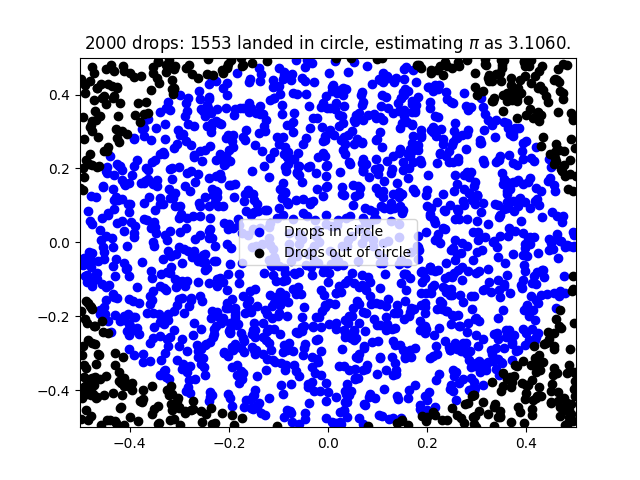 2000 drops: 1553 landed in circle, estimating π as 3.1060.
0.4
0.2
0.0
−0.2
−0.4
Drops in circle
Drops out of circle
−0.4 −0.2 0.0 0.2 0.4